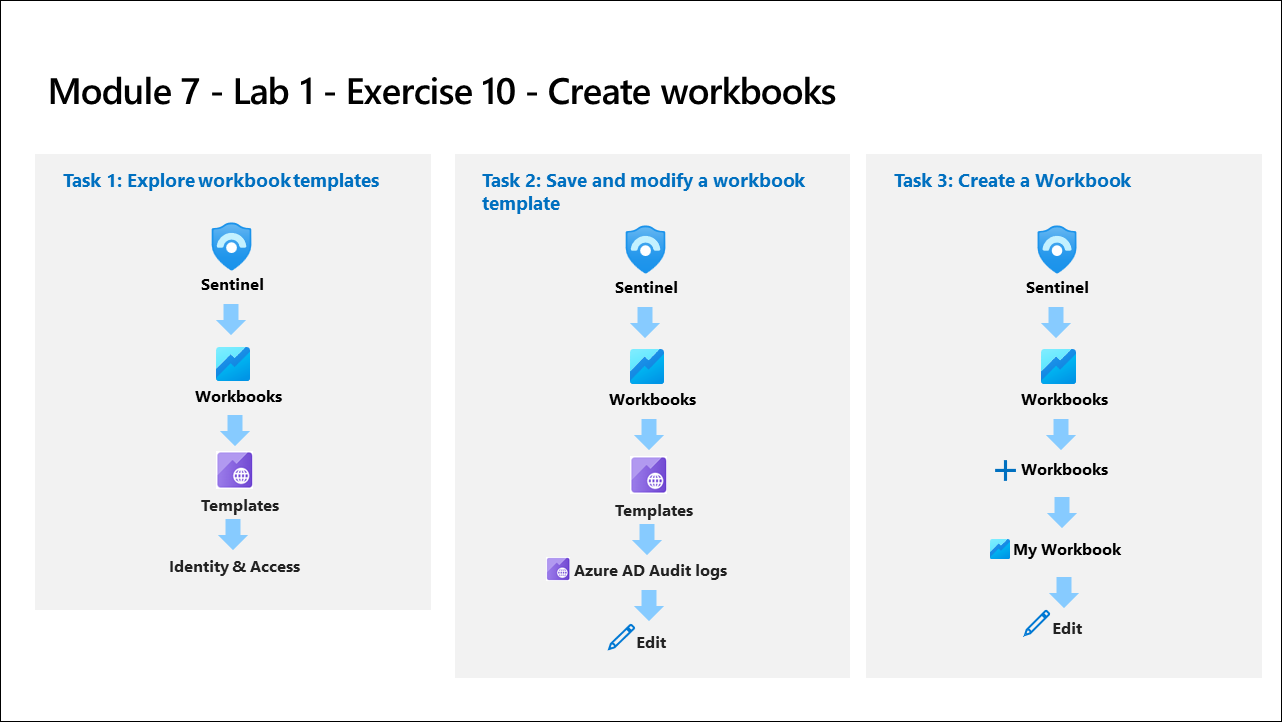 Module 7 - Lab 1 - Exercise 10 - Create workbooks
Task 1: Explore workbook templates
Sentinel
Workbooks
Templates
Identity & Access
Task 2: Save and modify a workbook
template
Sentinel
Workbooks
Templates
Azure AD Audit logs
Edit
Task 3: Create a Workbook
Sentinel
Workbooks
Workbooks
My Workbook
Edit